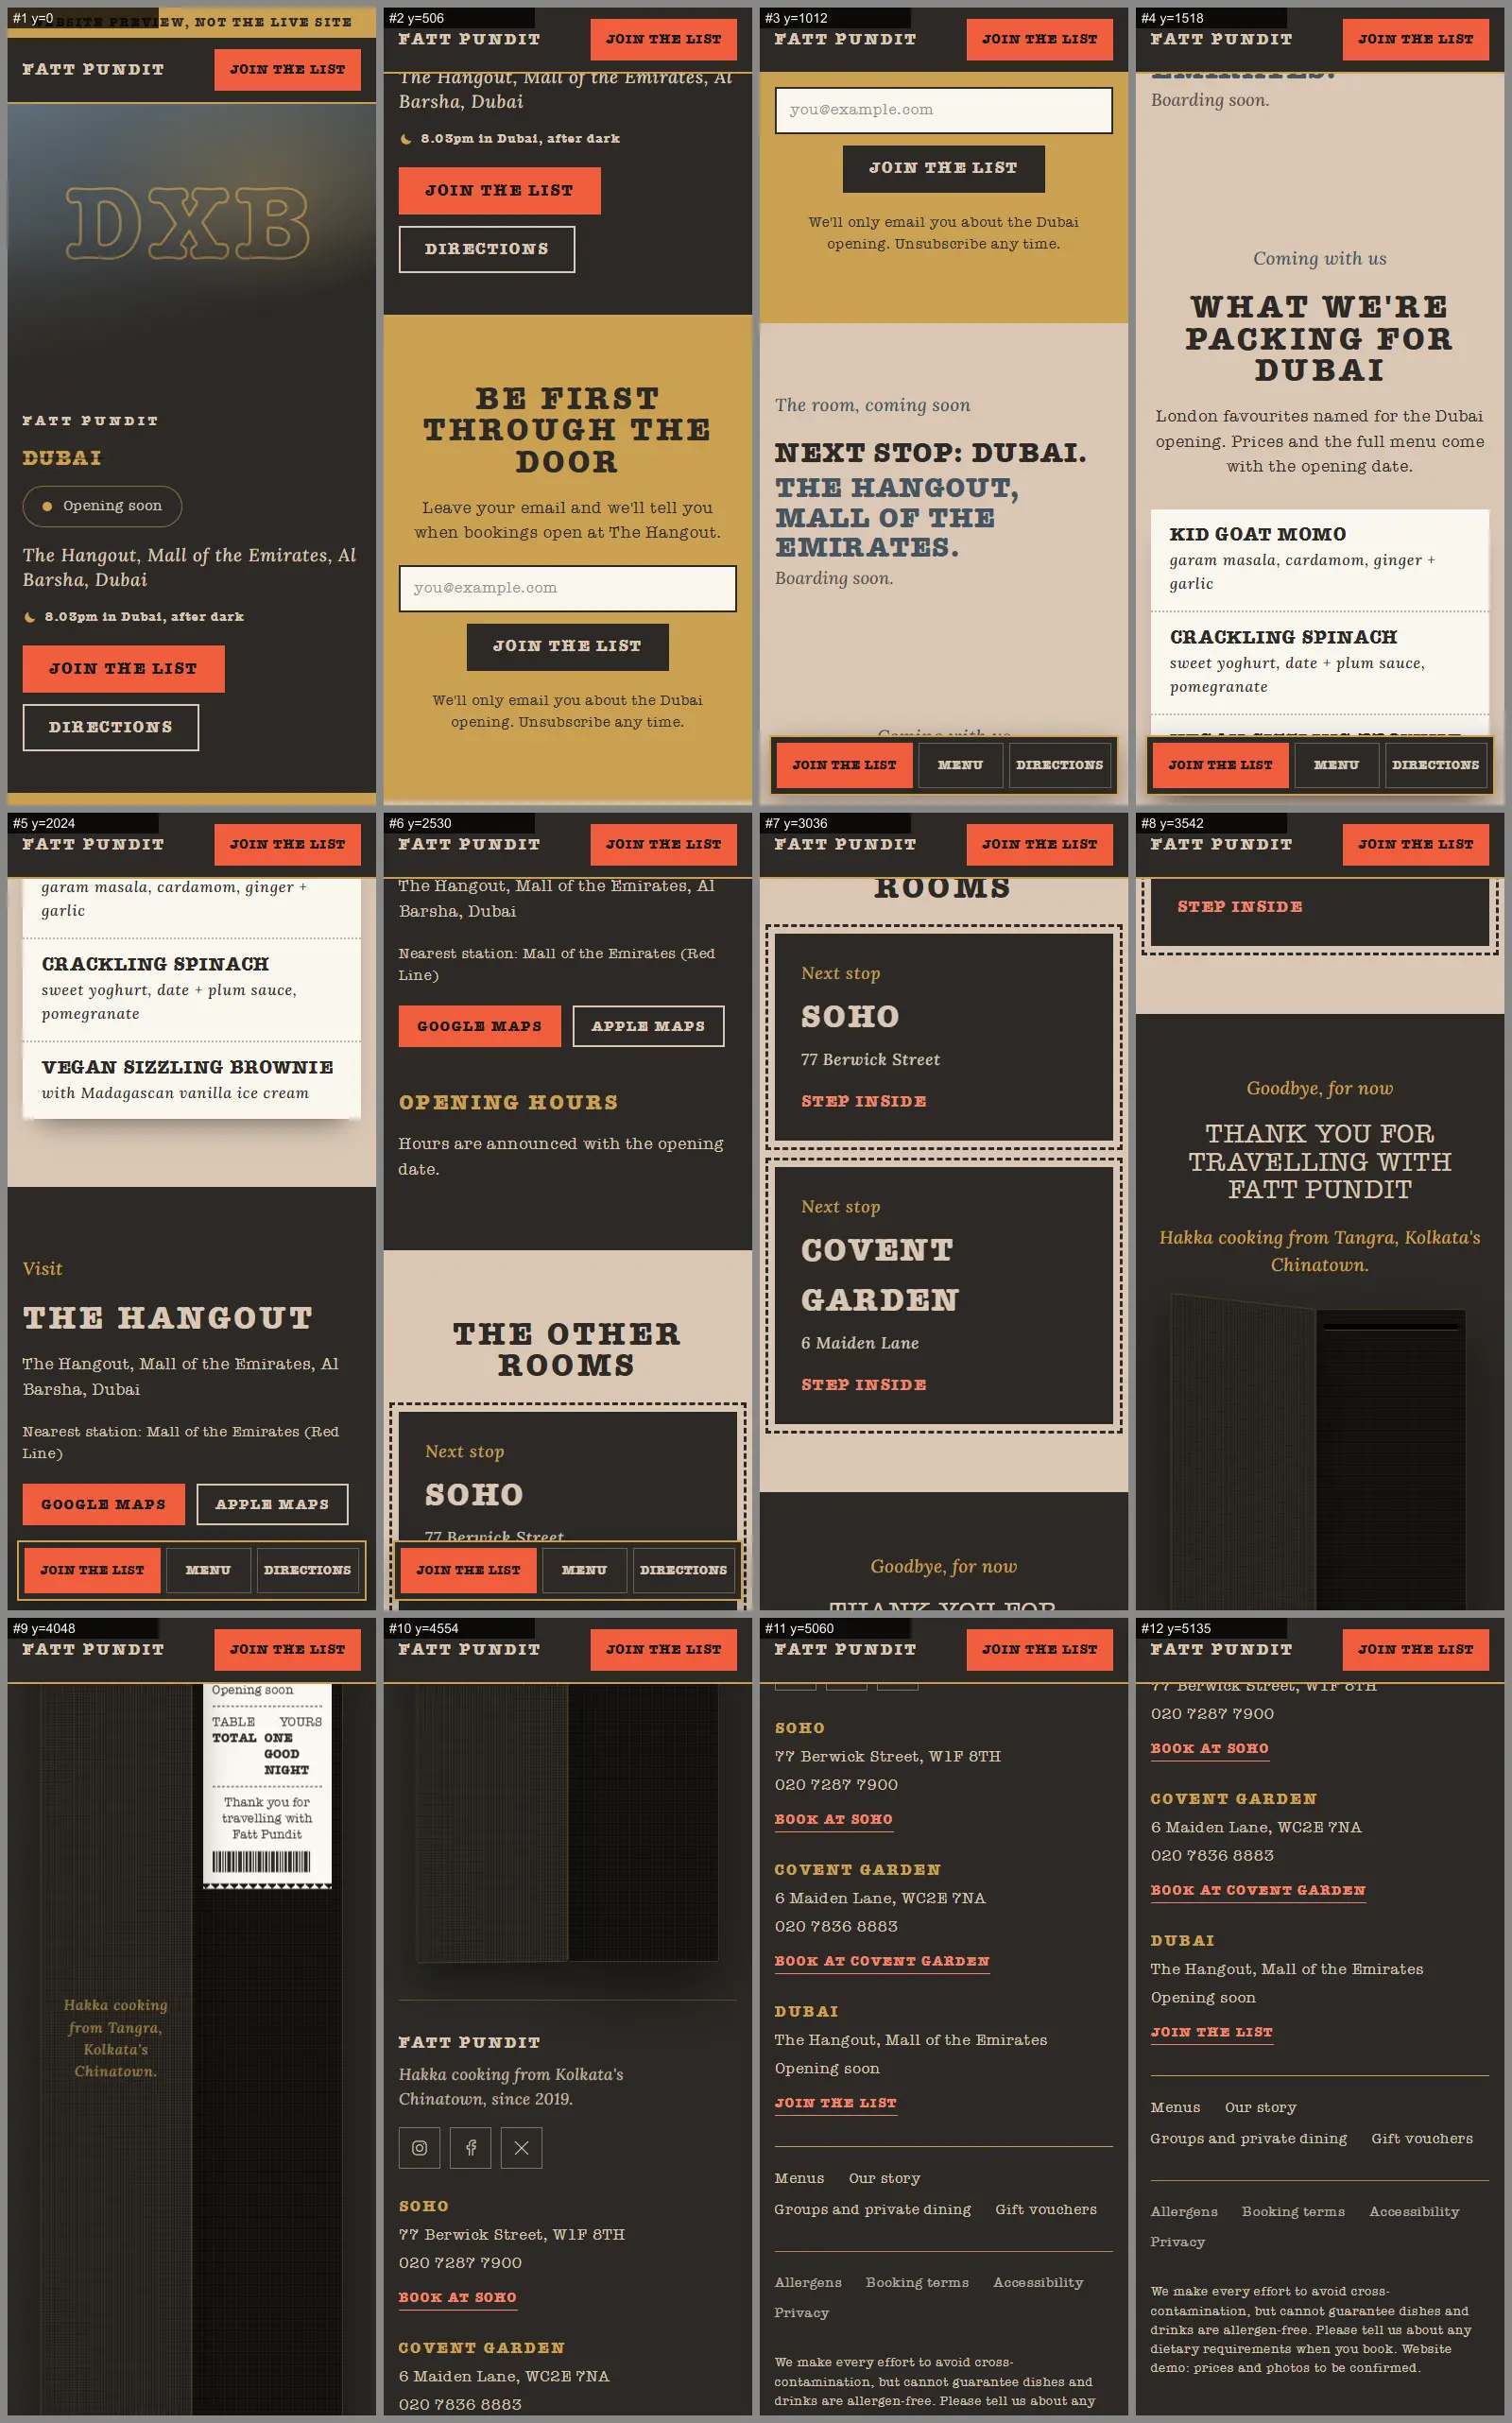 #1 y=0
PREVIEW, NOT THE LIVE SITE
FATT PUNDIT
JOIN THE LIST
DXB
FATT PUNDIT
DUBAI
Opening soon
The Hangout, Mall of the Emirates, Al
Barsha, Dubai
8.03pm in Dubai, after dark
JOIN THE LIST
DIRECTIONS
#2 y=506
FATT PUNDIT
JOIN THE LIST
The Hangout, Mall of the Emirates, Al
Barsha, Dubai
8.03pm in Dubai, after dark
JOIN THE LIST
DIRECTIONS
BE FIRST
THROUGH THE
DOOR
Leave your email and we'll tell you
when bookings open at The Hangout.
you@example.com
JOIN THE LIST
We'll only email you about the Dubai
opening. Unsubscribe any time.
#3 y=1012
FATT PUNDIT
JOIN THE LIST
you@example.com
JOIN THE LIST
We'll only email you about the Dubai
opening. Unsubscribe any time.
The room, coming soon
NEXT STOP: DUBAI.
THE HANGOUT,
MALL OF THE
EMIRATES.
Boarding soon.
Coming with us
JOIN THE LIST
MENU
DIRECTIONS
#4 y=1518
FATT PUNDIT
JOIN THE LIST
EMIRATES.
Boarding soon.
Coming with us
WHAT WE'RE
PACKING FOR
DUBAI
London favourites named for the Dubai
opening. Prices and the full menu come
with the opening date.
KID GOAT MOMO
garam masala, cardamom, ginger +
garlic
CRACKLING SPINACH
sweet yoghurt, date + plum sauce,
pomegranate
VEGAN SIZZLING BROWNIE
JOIN THE LIST
MENU
DIRECTIONS
#5 y=2024
FATT PUNDIT
JOIN THE LIST
garam masala, cardamom, ginger +
garlic
CRACKLING SPINACH
sweet yoghurt, date + plum sauce,
pomegranate
VEGAN SIZZLING BROWNIE
with Madagascan vanilla ice cream
Visit
THE HANGOUT
The Hangout, Mall of the Emirates, Al
Barsha, Dubai
Nearest station: Mall of the Emirates (Red
Line)
GOOGLE MAPS
APPLE MAPS
JOIN THE LIST
MENU
DIRECTIONS
#6 y=2530
FATT PUNDIT
JOIN THE LIST
The Hangout, Mall of the Emirates, Al
Barsha, Dubai
Nearest station: Mall of the Emirates (Red
Line)
GOOGLE MAPS
APPLE MAPS
OPENING HOURS
Hours are announced with the opening
date.
THE OTHER
ROOMS
Next stop
SOHO
77 Berwick Street
JOIN THE LIST
MENU
DIRECTIONS
#7 y=3036
FATT PUNDIT
JOIN THE LIST
ROOMS
Next stop
SOHO
77 Berwick Street
STEP INSIDE
Next stop
COVENT
GARDEN
6 Maiden Lane
STEP INSIDE
Goodbye, for now
THANK YOU FOR
#8 y=3542
FATT PUNDIT
JOIN THE LIST
STEP INSIDE
Goodbye, for now
THANK YOU FOR
TRAVELLING WITH
FATT PUNDIT
Hakka cooking from Tangra, Kolkata's
Chinatown.
#9 y=4048
FATT PUNDIT
JOIN THE LIST
Opening soon
TABLE YOURS
TOTAL ONE
GOOD
NIGHT
Thank you for
travelling with
Fatt Pundit
Hakka cooking
from Tangra,
Kolkata's
Chinatown.
#10 y=4554
FATT PUNDIT
JOIN THE LIST
FATT PUNDIT
Hakka cooking from Kolkata's
Chinatown, since 2019.
SOHO
77 Berwick Street, W1F 8TH
020 7287 7900
BOOK AT SOHO
COVENT GARDEN
6 Maiden Lane, WC2E 7NA
020 7836 8883
#11 y=5060
FATT PUNDIT
JOIN THE LIST
SOHO
77 Berwick Street, W1F 8TH
020 7287 7900
BOOK AT SOHO
COVENT GARDEN
6 Maiden Lane, WC2E 7NA
020 7836 8883
BOOK AT COVENT GARDEN
DUBAI
The Hangout, Mall of the Emirates
Opening soon
JOIN THE LIST
Menus Our story
Groups and private dining Gift vouchers
Allergens Booking terms Accessibility
Privacy
We make every effort to avoid cross-
contamination, but cannot guarantee dishes and
drinks are allergen-free. Please tell us about any
#12 y=5135
FATT PUNDIT
JOIN THE LIST
77 Berwick Street, W1F 8TH
020 7287 7900
BOOK AT SOHO
COVENT GARDEN
6 Maiden Lane, WC2E 7NA
020 7836 8883
BOOK AT COVENT GARDEN
DUBAI
The Hangout, Mall of the Emirates
Opening soon
JOIN THE LIST
Menus Our story
Groups and private dining Gift vouchers
Allergens Booking terms Accessibility
Privacy
We make every effort to avoid cross-
contamination, but cannot guarantee dishes and
drinks are allergen-free. Please tell us about any
dietary requirements when you book. Website
demo: prices and photos to be confirmed.